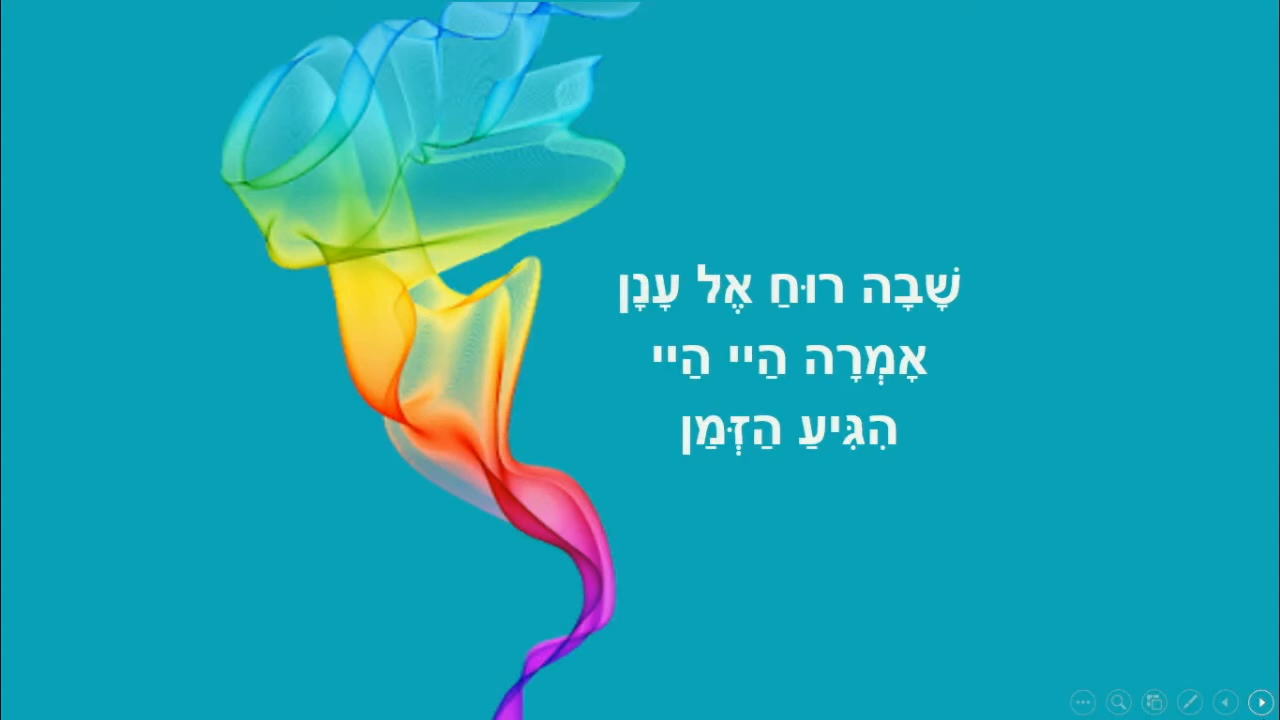 שָׁבָה רוּחַ אֶל עָנָן
אָמְרָה הַיי הַיי
הִגִּיעַ הַזְּמַן